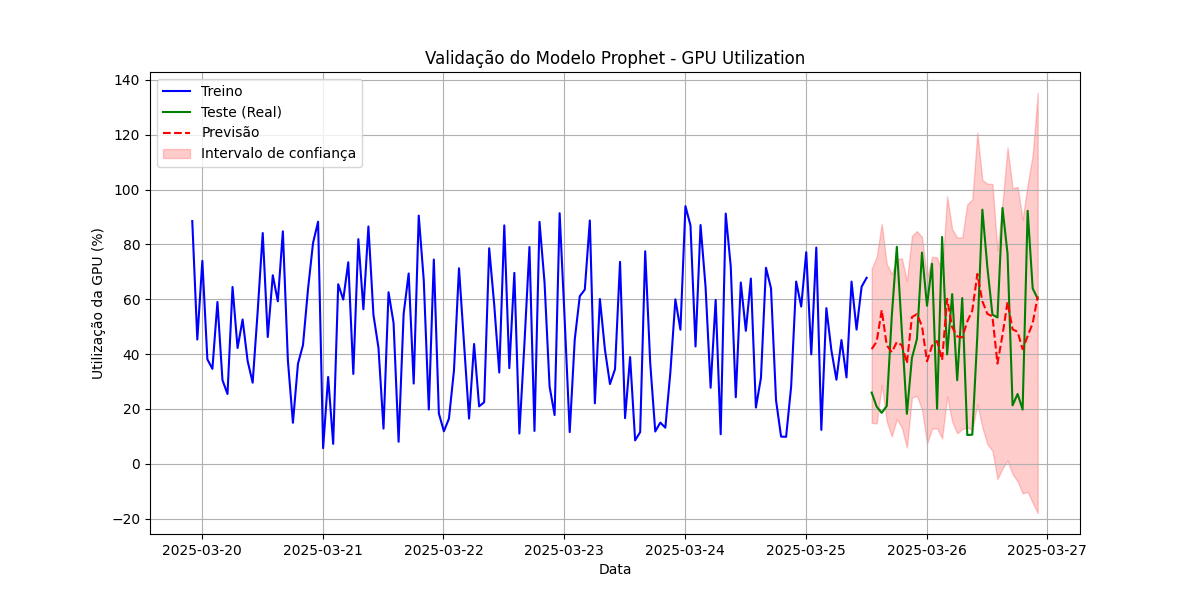 Validação do Modelo Prophet - GPU Utilization
Treino
Teste (Real)
Previsão
Intervalo de confiança
Utilização da GPU (%)
140
120
100
80
60
40
20
0
−20
2025-03-20
2025-03-21
2025-03-22
2025-03-23
2025-03-24
2025-03-25
2025-03-26
2025-03-27
Data